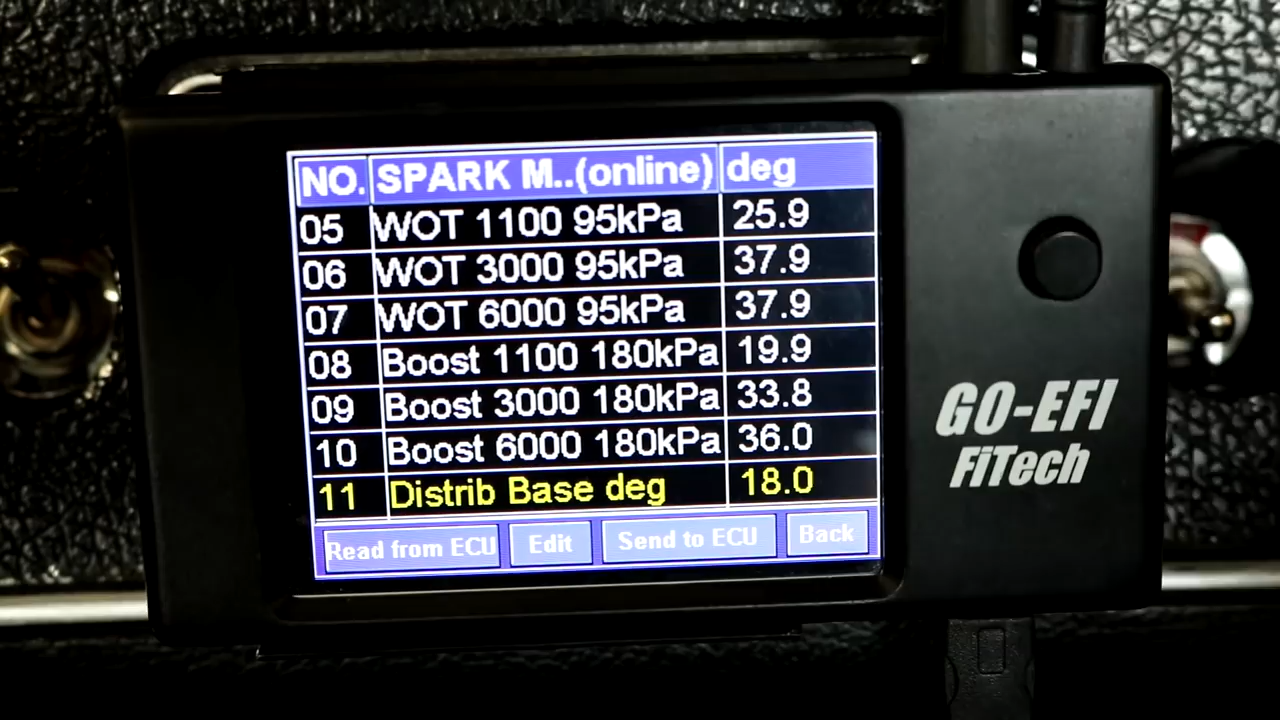 NO. SPARK M..(online) deg
05 WOT 1100 95kPa 25.9
06 WOT 3000 95kPa 37.9
07 WOT 6000 95kPa 37.9
08 Boost 1100 180kPa 19.9
09 Boost 3000 180kPa 33.8
10 Boost 6000 180kPa 36.0
11 Distrib Base deg 18.0
Read from ECU Edit Send to ECU Back
GO-EFI
FiTech